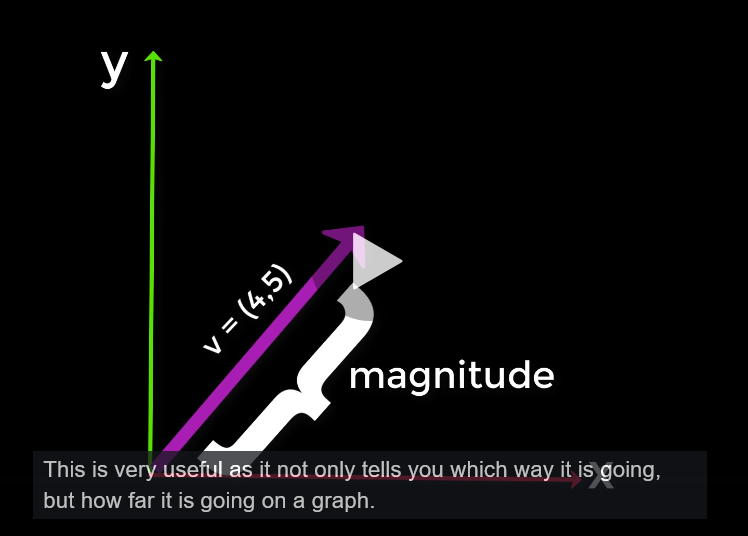 y
v = (4,5)
magnitude
x
This is very useful as it not only tells you which way it is going,
but how far it is going on a graph.